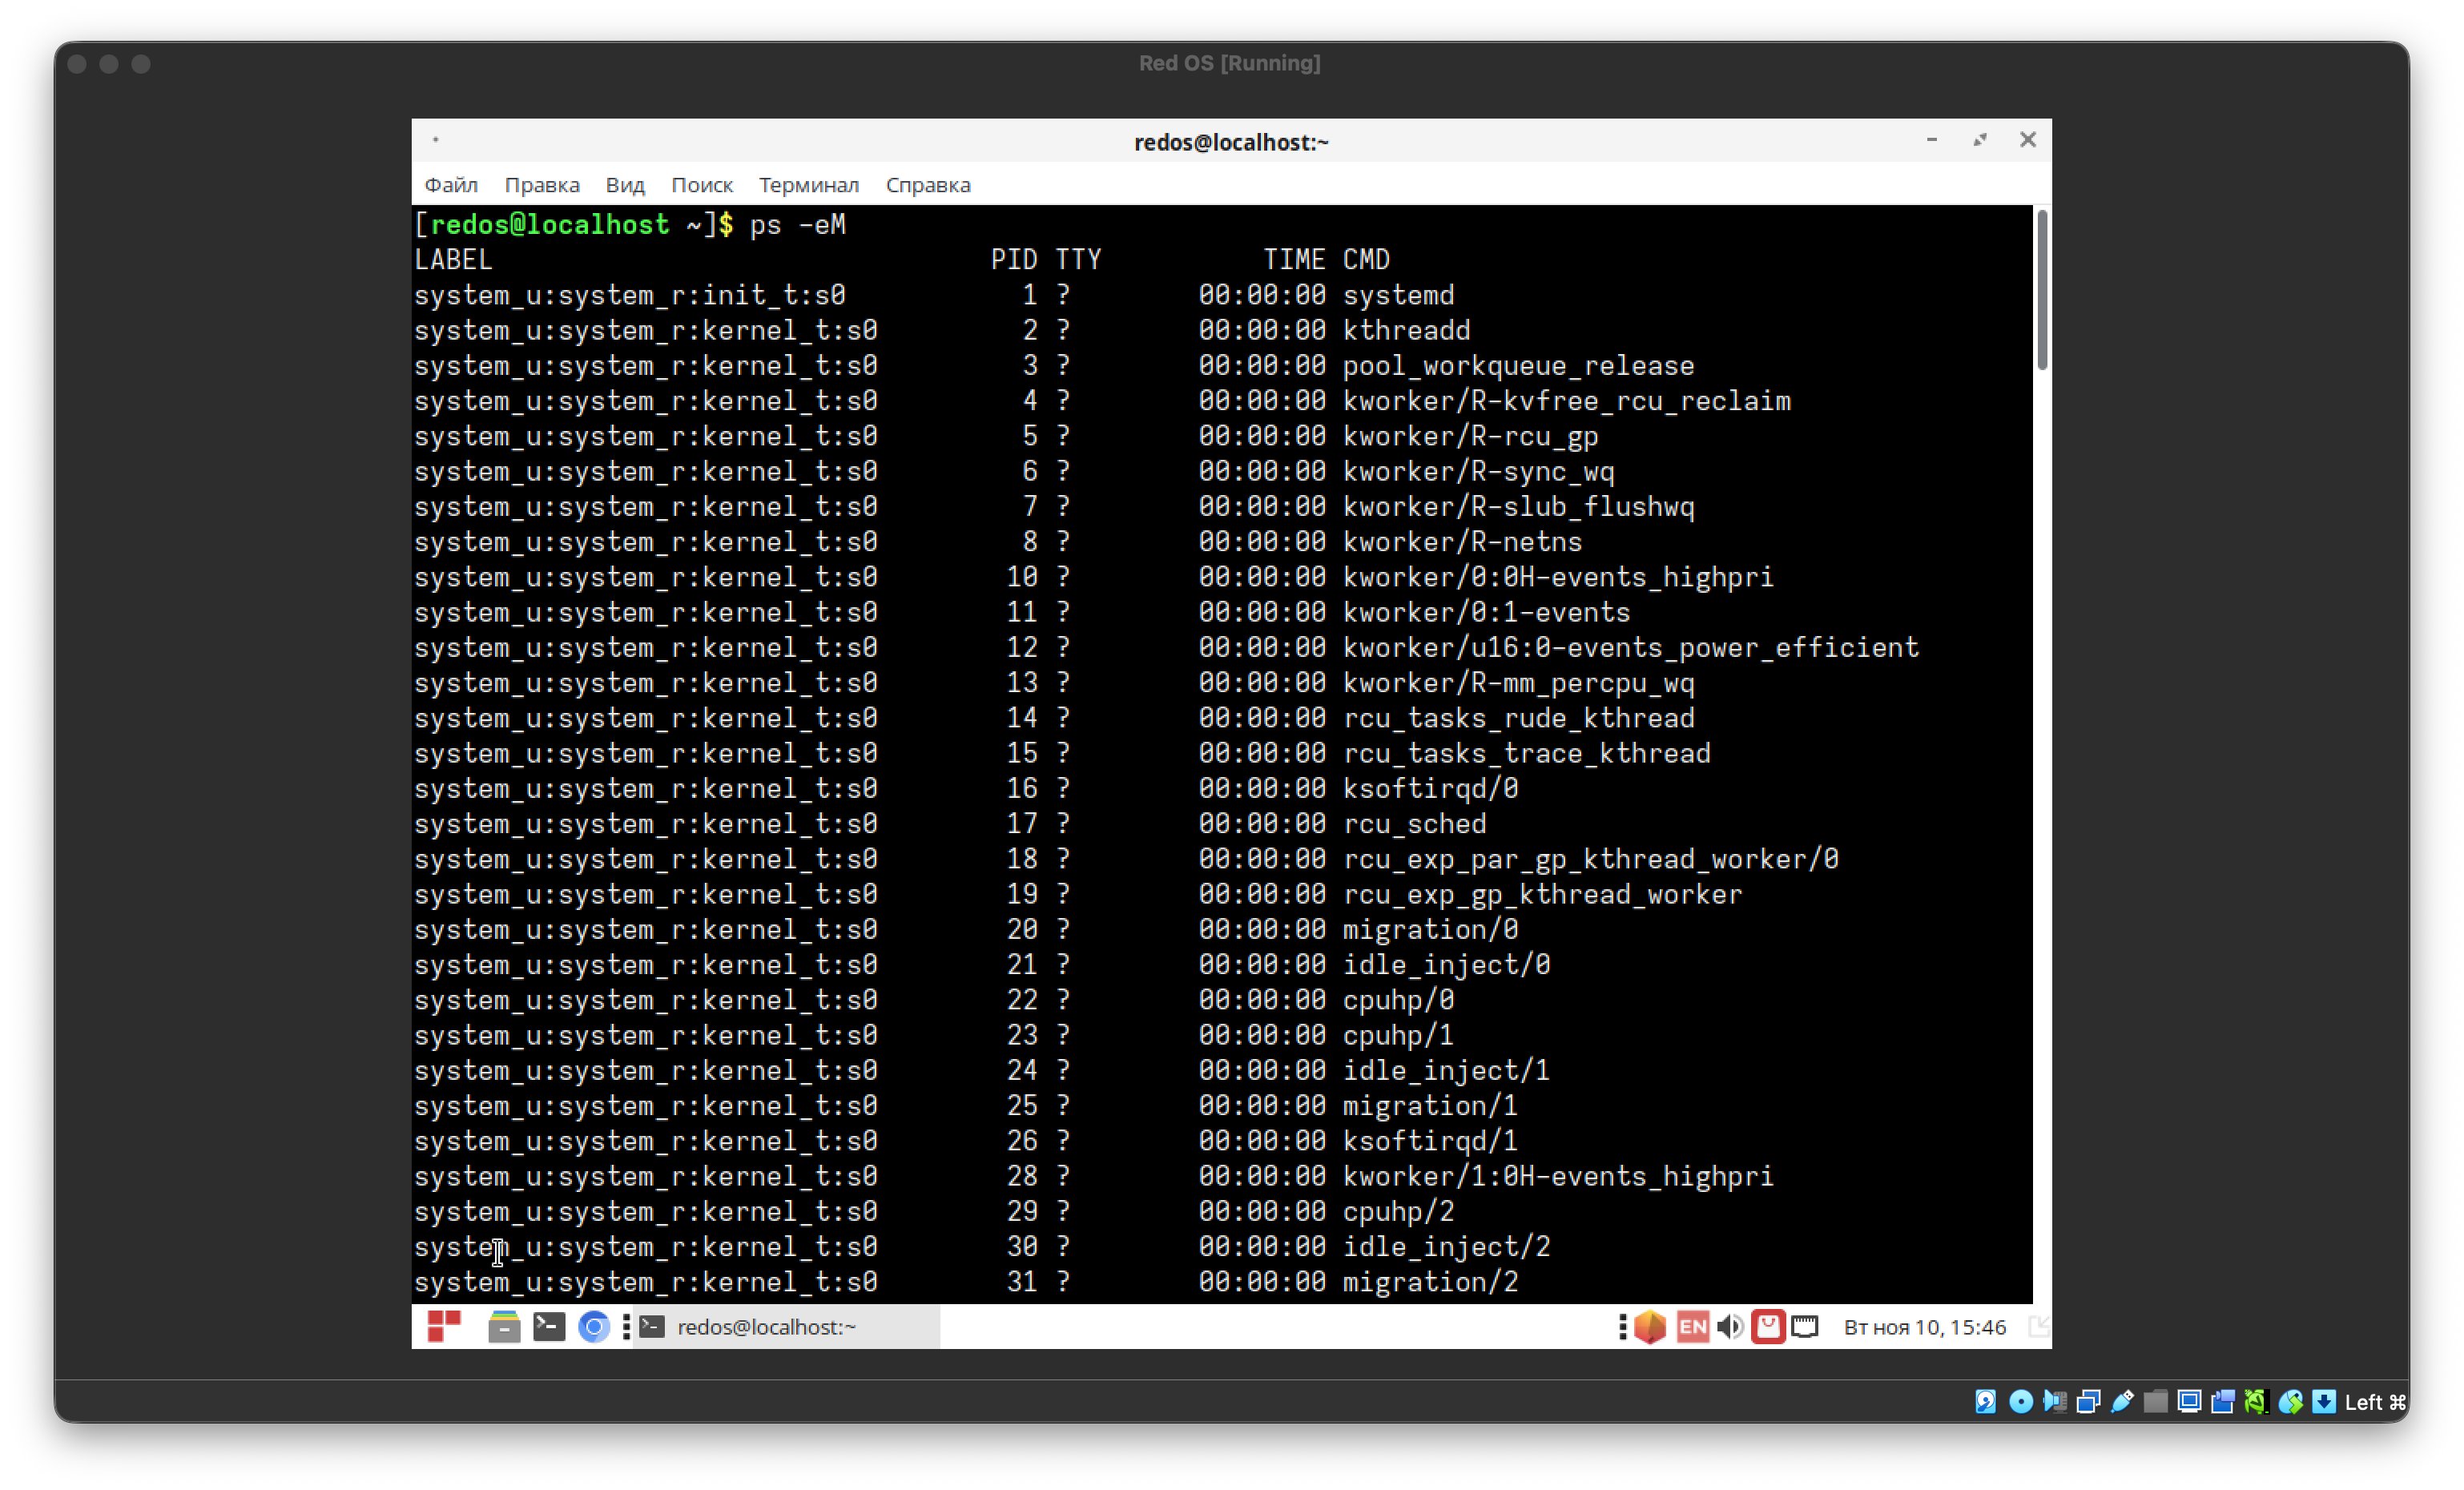 Red OS [Running]
redos@localhost:~
Файл Правка Вид Поиск Терминал Справка
[redos@localhost ~]$ ps -eM
LABEL PID TTY TIME CMD
system_u:system_r:init_t:s0 1 ? 00:00:00 systemd
system_u:system_r:kernel_t:s0 2 ? 00:00:00 kthreadd
system_u:system_r:kernel_t:s0 3 ? 00:00:00 pool_workqueue_release
system_u:system_r:kernel_t:s0 4 ? 00:00:00 kworker/R-kvfree_rcu_reclaim
system_u:system_r:kernel_t:s0 5 ? 00:00:00 kworker/R-rcu_gp
system_u:system_r:kernel_t:s0 6 ? 00:00:00 kworker/R-sync_wq
system_u:system_r:kernel_t:s0 7 ? 00:00:00 kworker/R-slub_flushwq
system_u:system_r:kernel_t:s0 8 ? 00:00:00 kworker/R-netns
system_u:system_r:kernel_t:s0 10 ? 00:00:00 kworker/0:0H-events_highpri
system_u:system_r:kernel_t:s0 11 ? 00:00:00 kworker/0:1-events
system_u:system_r:kernel_t:s0 12 ? 00:00:00 kworker/u16:0-events_power_efficient
system_u:system_r:kernel_t:s0 13 ? 00:00:00 kworker/R-mm_percpu_wq
system_u:system_r:kernel_t:s0 14 ? 00:00:00 rcu_tasks_rude_kthread
system_u:system_r:kernel_t:s0 15 ? 00:00:00 rcu_tasks_trace_kthread
system_u:system_r:kernel_t:s0 16 ? 00:00:00 ksoftirqd/0
system_u:system_r:kernel_t:s0 17 ? 00:00:00 rcu_sched
system_u:system_r:kernel_t:s0 18 ? 00:00:00 rcu_exp_par_gp_kthread_worker/0
system_u:system_r:kernel_t:s0 19 ? 00:00:00 rcu_exp_gp_kthread_worker
system_u:system_r:kernel_t:s0 20 ? 00:00:00 migration/0
system_u:system_r:kernel_t:s0 21 ? 00:00:00 idle_inject/0
system_u:system_r:kernel_t:s0 22 ? 00:00:00 cpuhp/0
system_u:system_r:kernel_t:s0 23 ? 00:00:00 cpuhp/1
system_u:system_r:kernel_t:s0 24 ? 00:00:00 idle_inject/1
system_u:system_r:kernel_t:s0 25 ? 00:00:00 migration/1
system_u:system_r:kernel_t:s0 26 ? 00:00:00 ksoftirqd/1
system_u:system_r:kernel_t:s0 28 ? 00:00:00 kworker/1:0H-events_highpri
system_u:system_r:kernel_t:s0 29 ? 00:00:00 cpuhp/2
system_u:system_r:kernel_t:s0 30 ? 00:00:00 idle_inject/2
system_u:system_r:kernel_t:s0 31 ? 00:00:00 migration/2
redos@localhost:~ EN Вт ноя 10, 15:46
Left ⌘